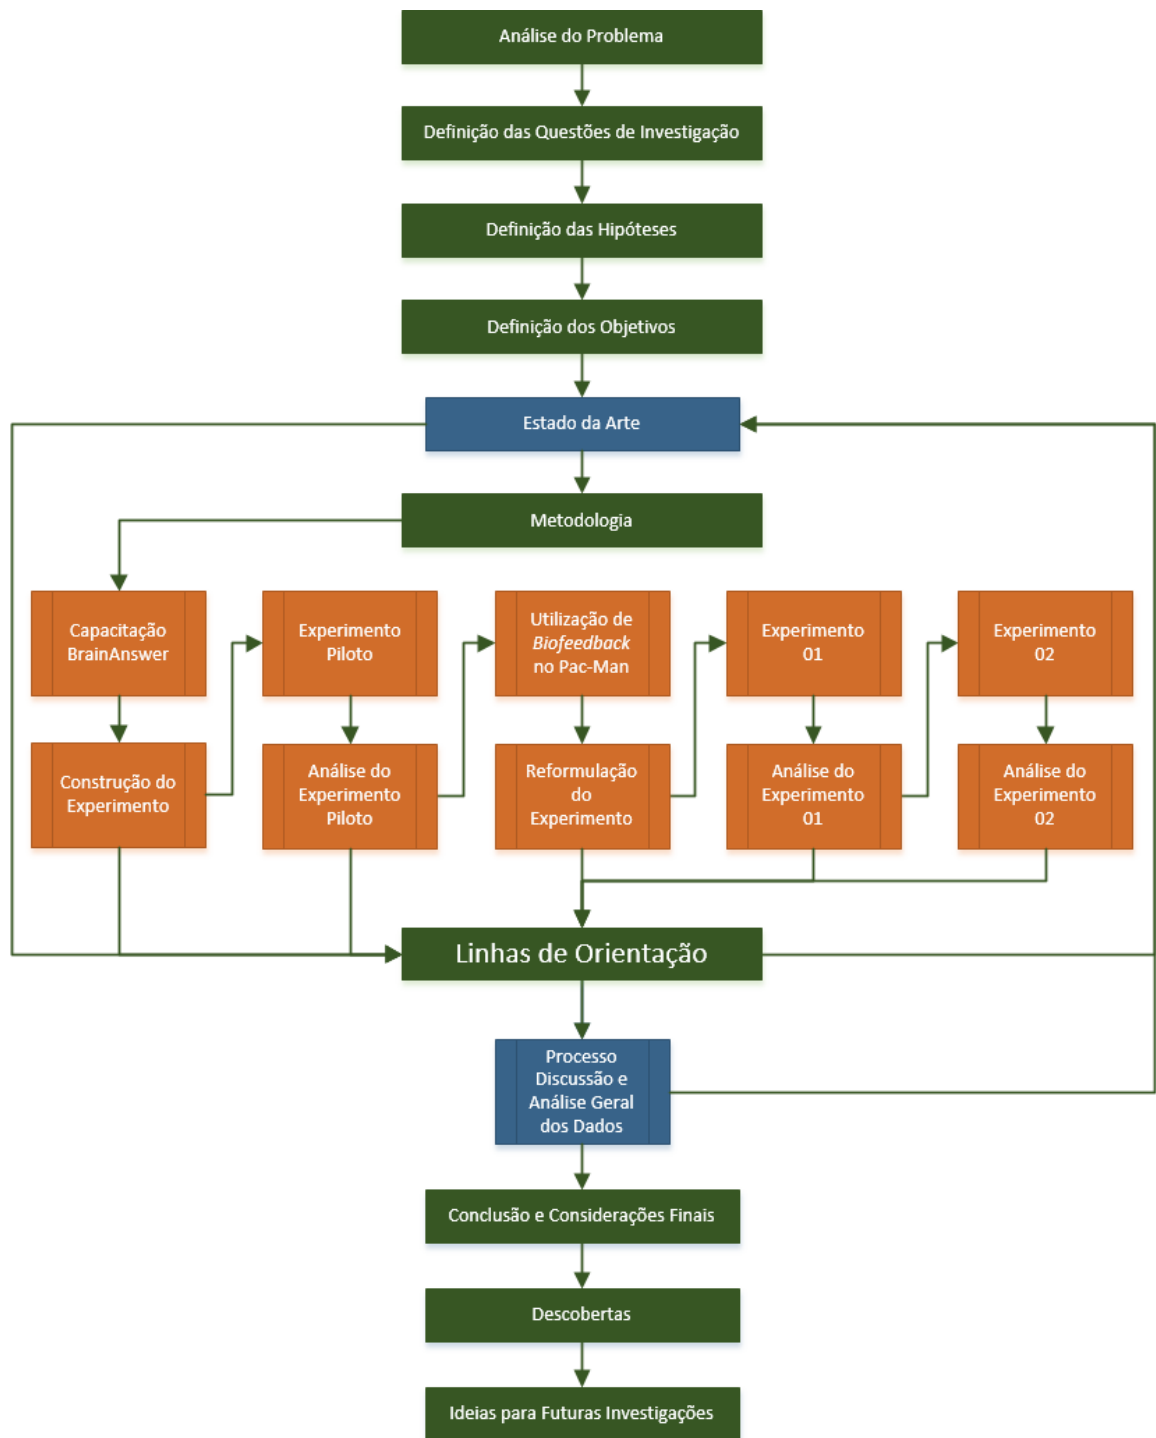 Análise do Problema
Definição das Questões de Investigação
Definição das Hipóteses
Definição dos Objetivos
Estado da Arte
Metodologia
Capacitação
BrainAnswer
Experimento
Piloto
Utilização de
Biofeedback
no Pac-Man
Experimento
01
Experimento
02
Construção do
Experimento
Análise do
Experimento
Piloto
Reformulação
do
Experimento
Análise do
Experimento
01
Análise do
Experimento
02
Linhas de Orientação
Processo
Discussão e
Análise Geral
dos Dados
Conclusão e Considerações Finais
Descobertas
Ideias para Futuras Investigações